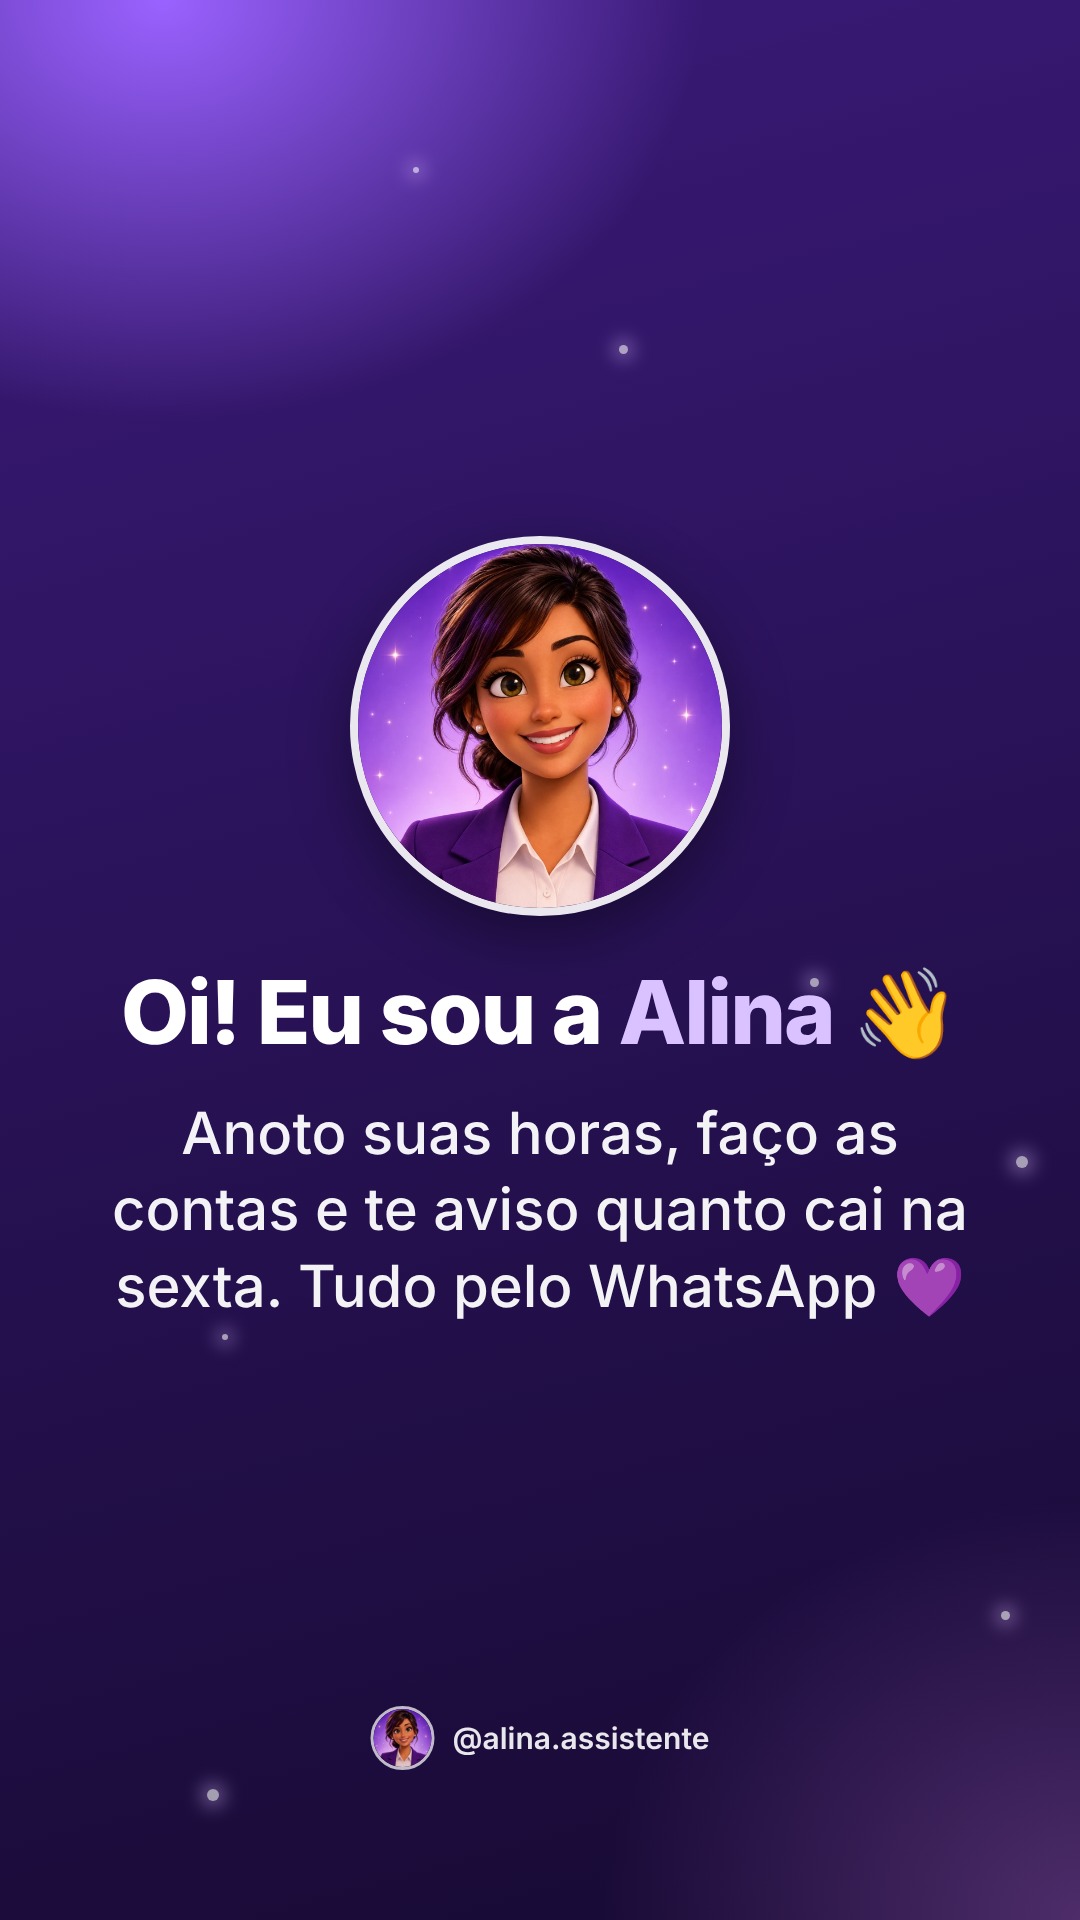 Oi! Eu sou a Alina 👋
Anoto suas horas, faço as
contas e te aviso quanto cai na
sexta. Tudo pelo WhatsApp 💜
@alina.assistente